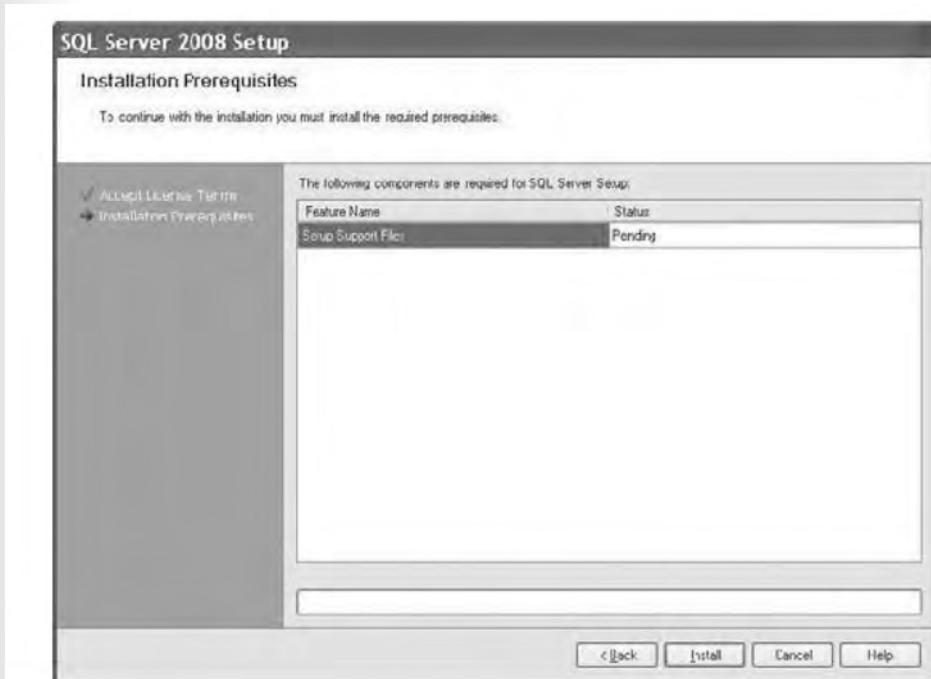 SQL Server 2008 Setup
Installation Prerequisites
To continue with the installation you must install the required prerequisites.
Accept License Terms
Installation Prerequisites
The following components are required for SQL Server Setup:
Feature Name Status
Setup Support Files Pending
< Back Install Cancel Help